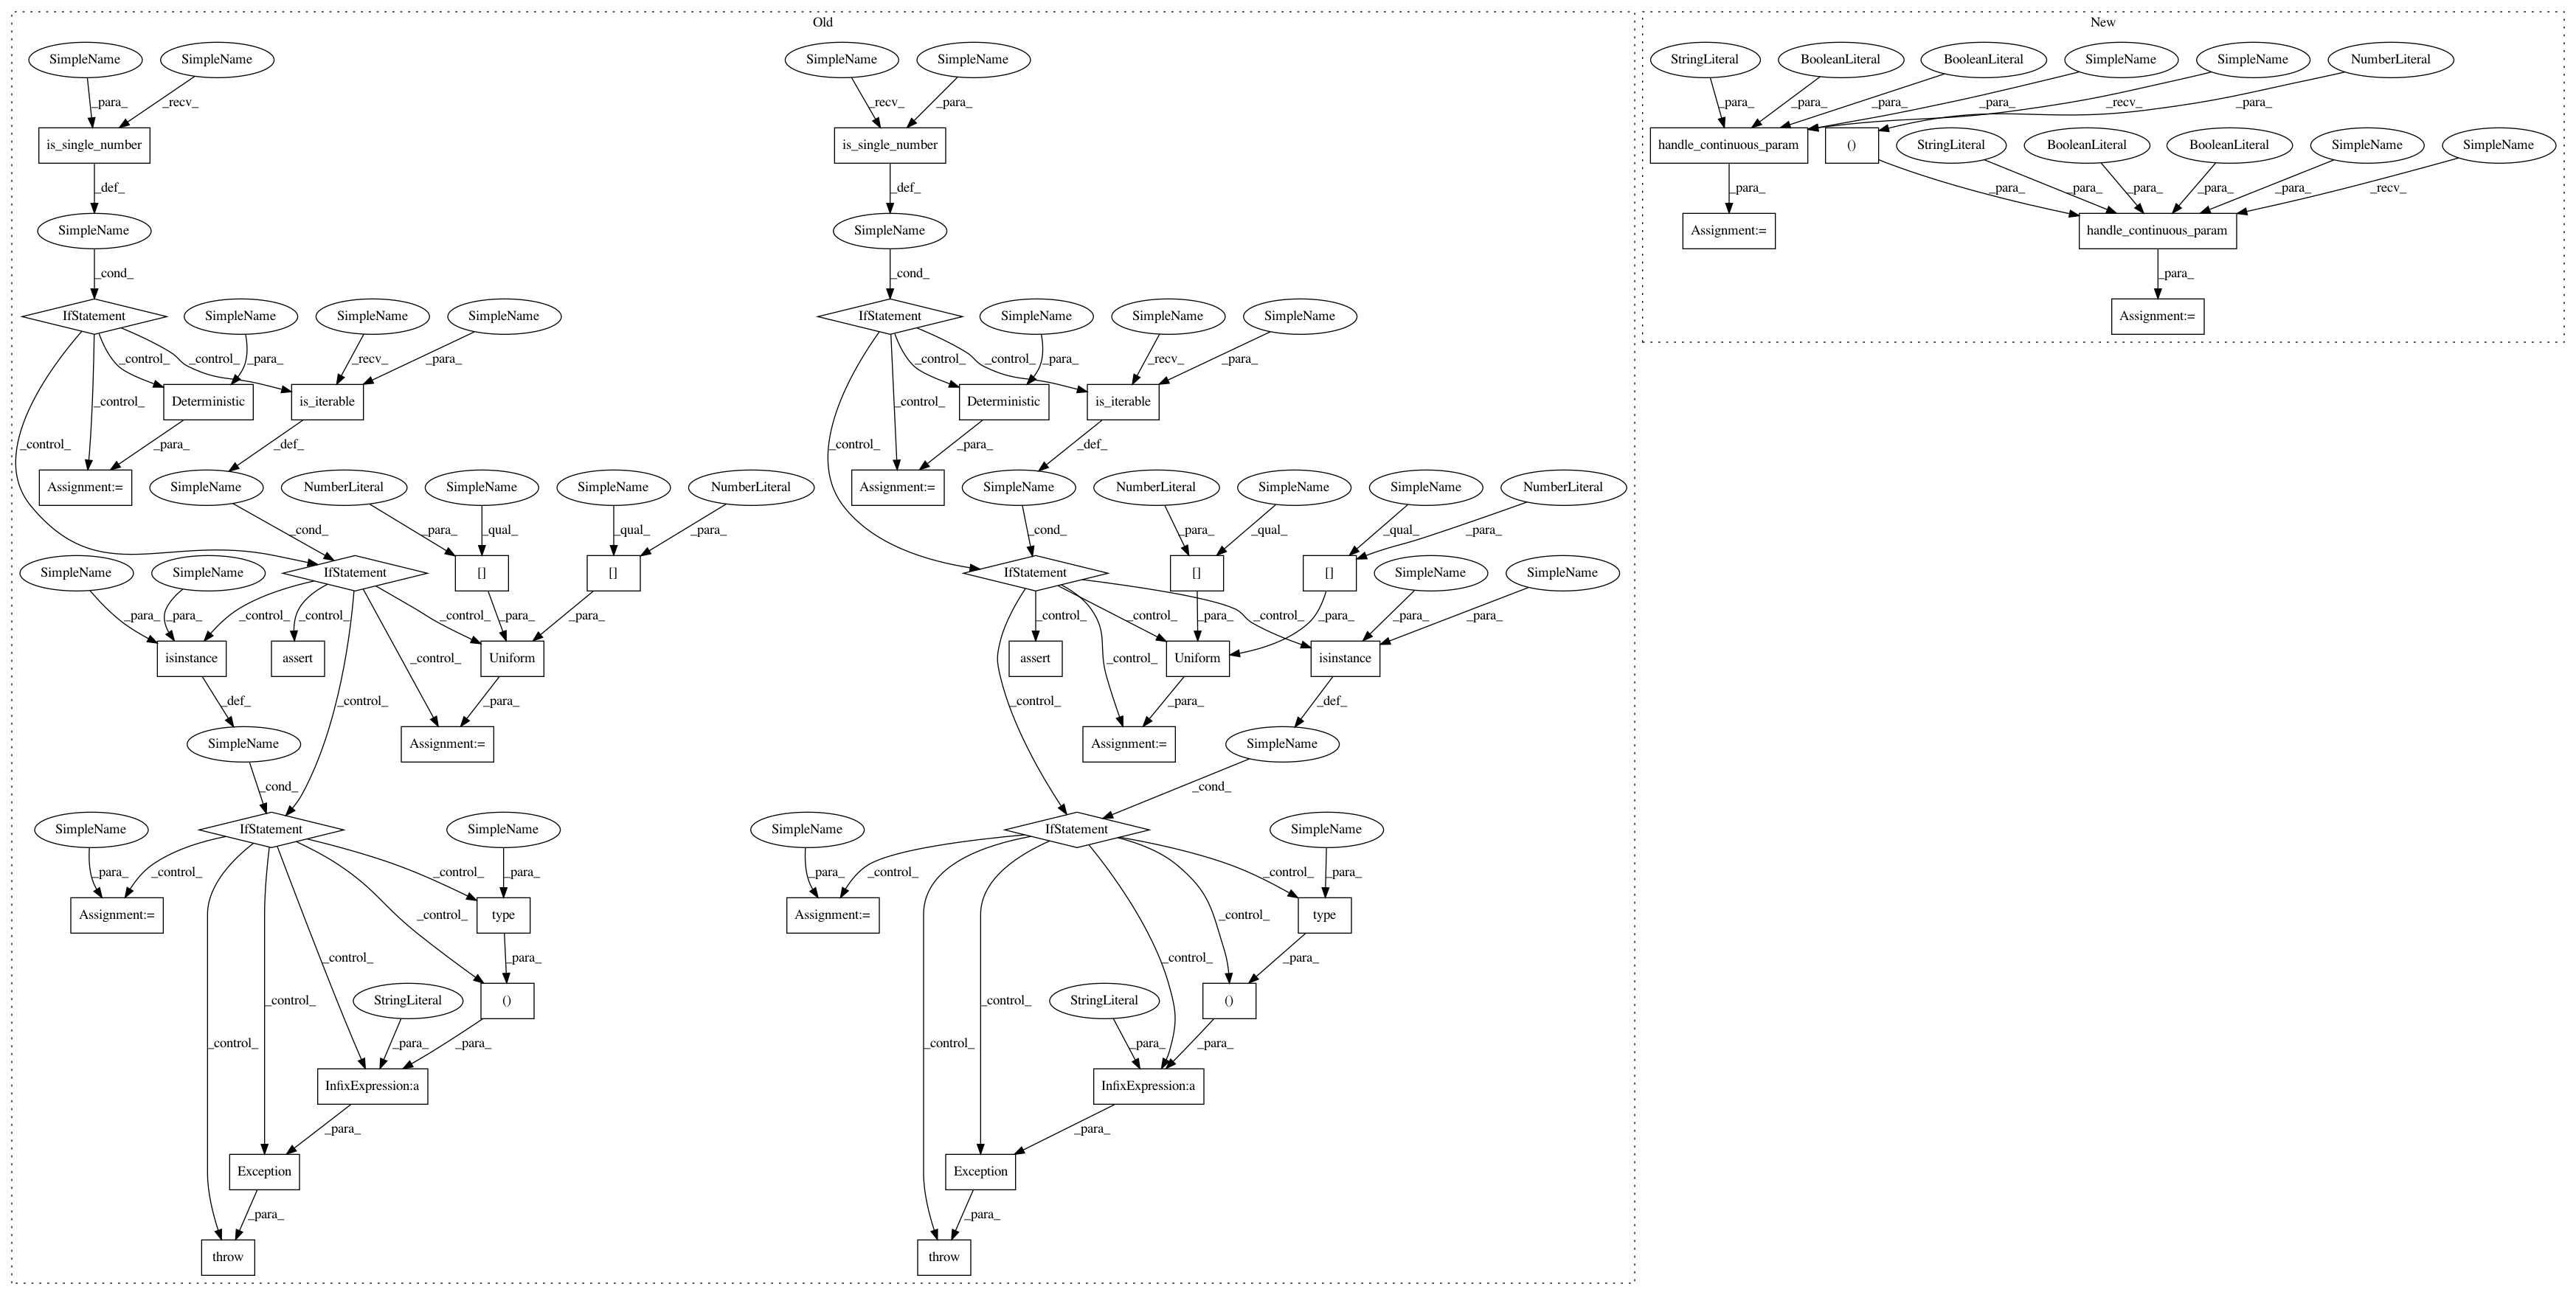 Old
New
SimpleName SimpleName SimpleName SimpleName StringLiteral BooleanLiteral BooleanLiteral SimpleName SimpleName NumberLiteral
_para_ _recv_ _recv_ _para_ _para_ _para_ _para_ _para_ _recv_ _para_
is_single_number is_single_number handle_continuous_param () StringLiteral BooleanLiteral BooleanLiteral SimpleName SimpleName
_def_ _def_ _para_ _para_ _para_ _para_ _para_ _para_ _recv_
SimpleName SimpleName Assignment:= handle_continuous_param
_cond_ _cond_ _para_
IfStatement SimpleName SimpleName SimpleName IfStatement SimpleName SimpleName SimpleName Assignment:=
_control_ _control_ _para_ _recv_ _para_ _control_ _control_ _para_ _recv_ _para_
_control_ Deterministic is_iterable _control_ Deterministic is_iterable
_control_ _para_ _def_ _control_ _para_ _def_
Assignment:= SimpleName NumberLiteral SimpleName SimpleName NumberLiteral Assignment:= SimpleName NumberLiteral SimpleName SimpleName NumberLiteral
_cond_ _para_ _qual_ _qual_ _para_ _cond_ _para_ _qual_ _qual_ _para_
SimpleName SimpleName IfStatement [] [] IfStatement [] [] SimpleName SimpleName
_para_ _para_ _control_ _control_ _control_ _para_ _para_ _control_ _control_ _para_ _control_ _para_ _para_ _para_
isinstance assert _control_ Uniform assert _control_ Uniform isinstance
_def_ _control_ _para_ _control_ _para_ _def_
SimpleName Assignment:= Assignment:= SimpleName
_cond_ _cond_
SimpleName IfStatement SimpleName SimpleName IfStatement SimpleName
_para_ _control_ _control_ _para_ _para_ _control_ _control_ _para_
Assignment:= _control_ type Assignment:= _control_ type
_control_ _para_ _control_ _para_
_control_ StringLiteral () _control_ StringLiteral ()
_control_ _para_ _para_ _control_ _para_ _para_
InfixExpression:a InfixExpression:a
_para_ _para_
Exception Exception
_para_ _para_
throw throw